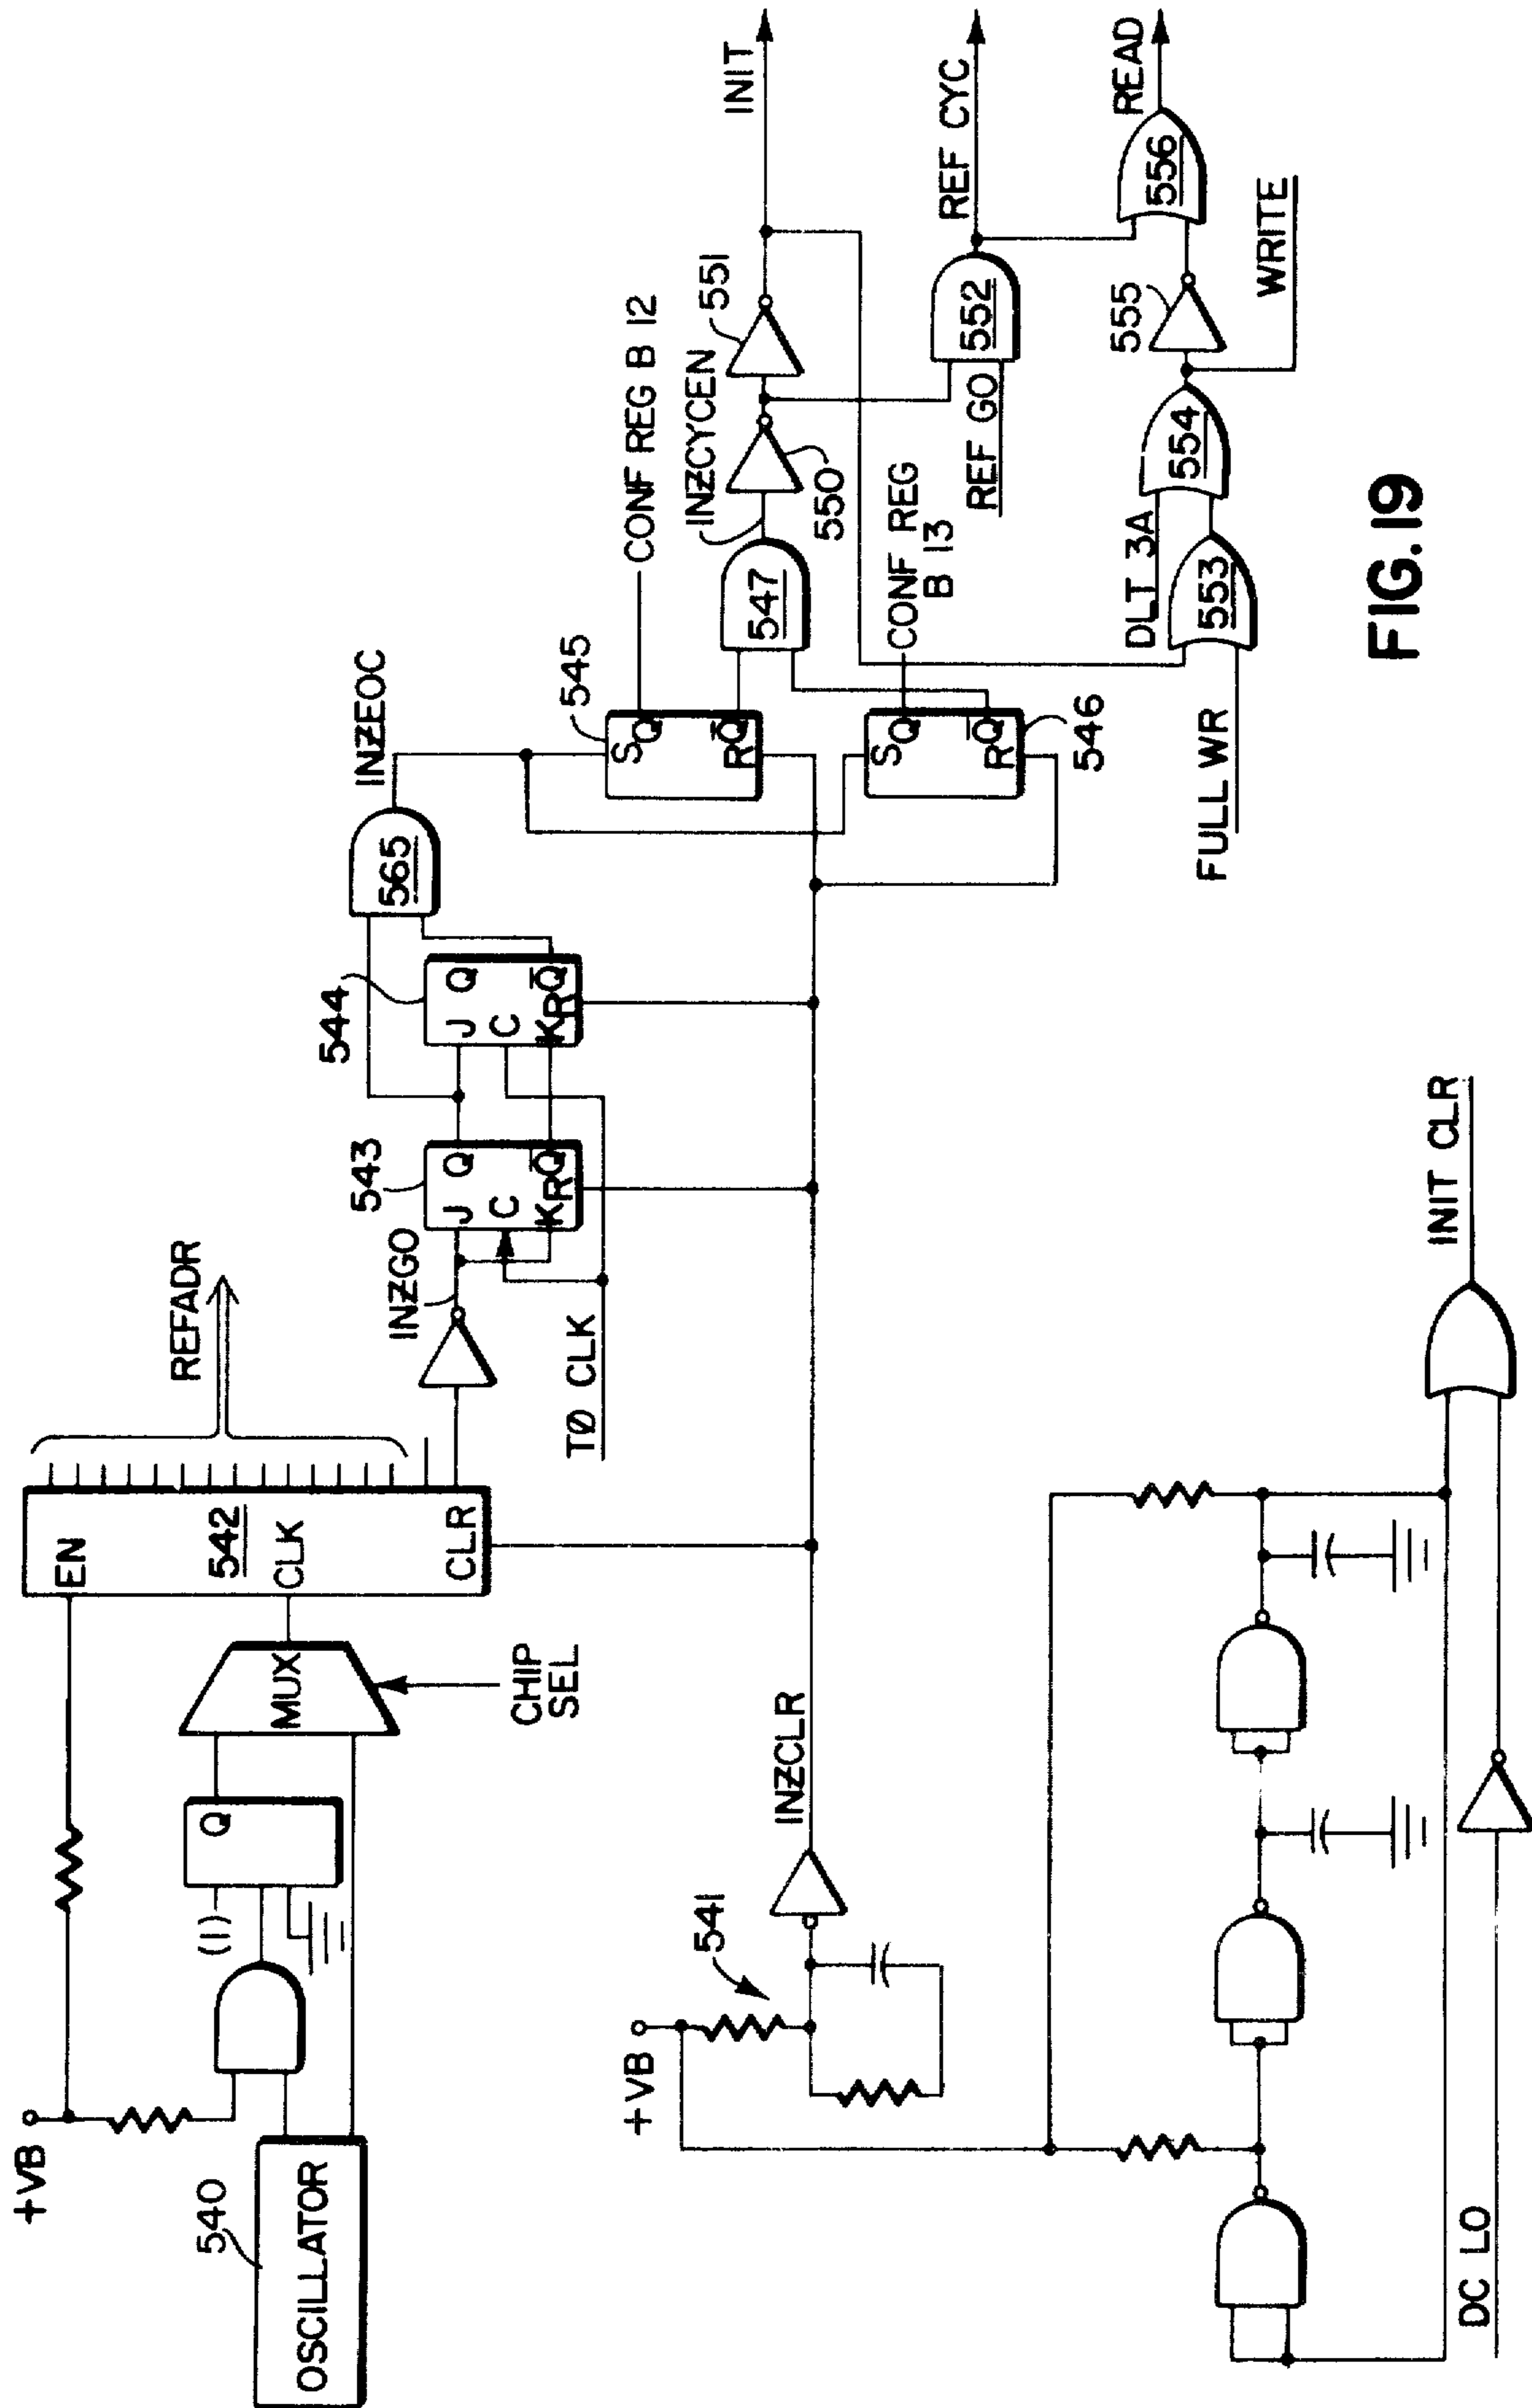 +VB
540
OSCILLATOR
(1)
Q
MUX
CHIP
SEL
EN
542
CLK
CLR
REFADR
INZGO
TØ CLK
543
J
Q
C
K
R
Q̅
544
J
Q
C
K
R
Q̅
565
INZEOC
545
S
Q
R
Q̅
CONF REG B 12
546
S
Q
R
Q̅
CONF REG
B 13
547
INZCYCEN
550
551
INIT
552
REF GO
REF CYC
553
FULL WR
DLT 3A
554
555
WRITE
556
READ
+VB
541
INZCLR
DC LO
INIT CLR
FIG. 19